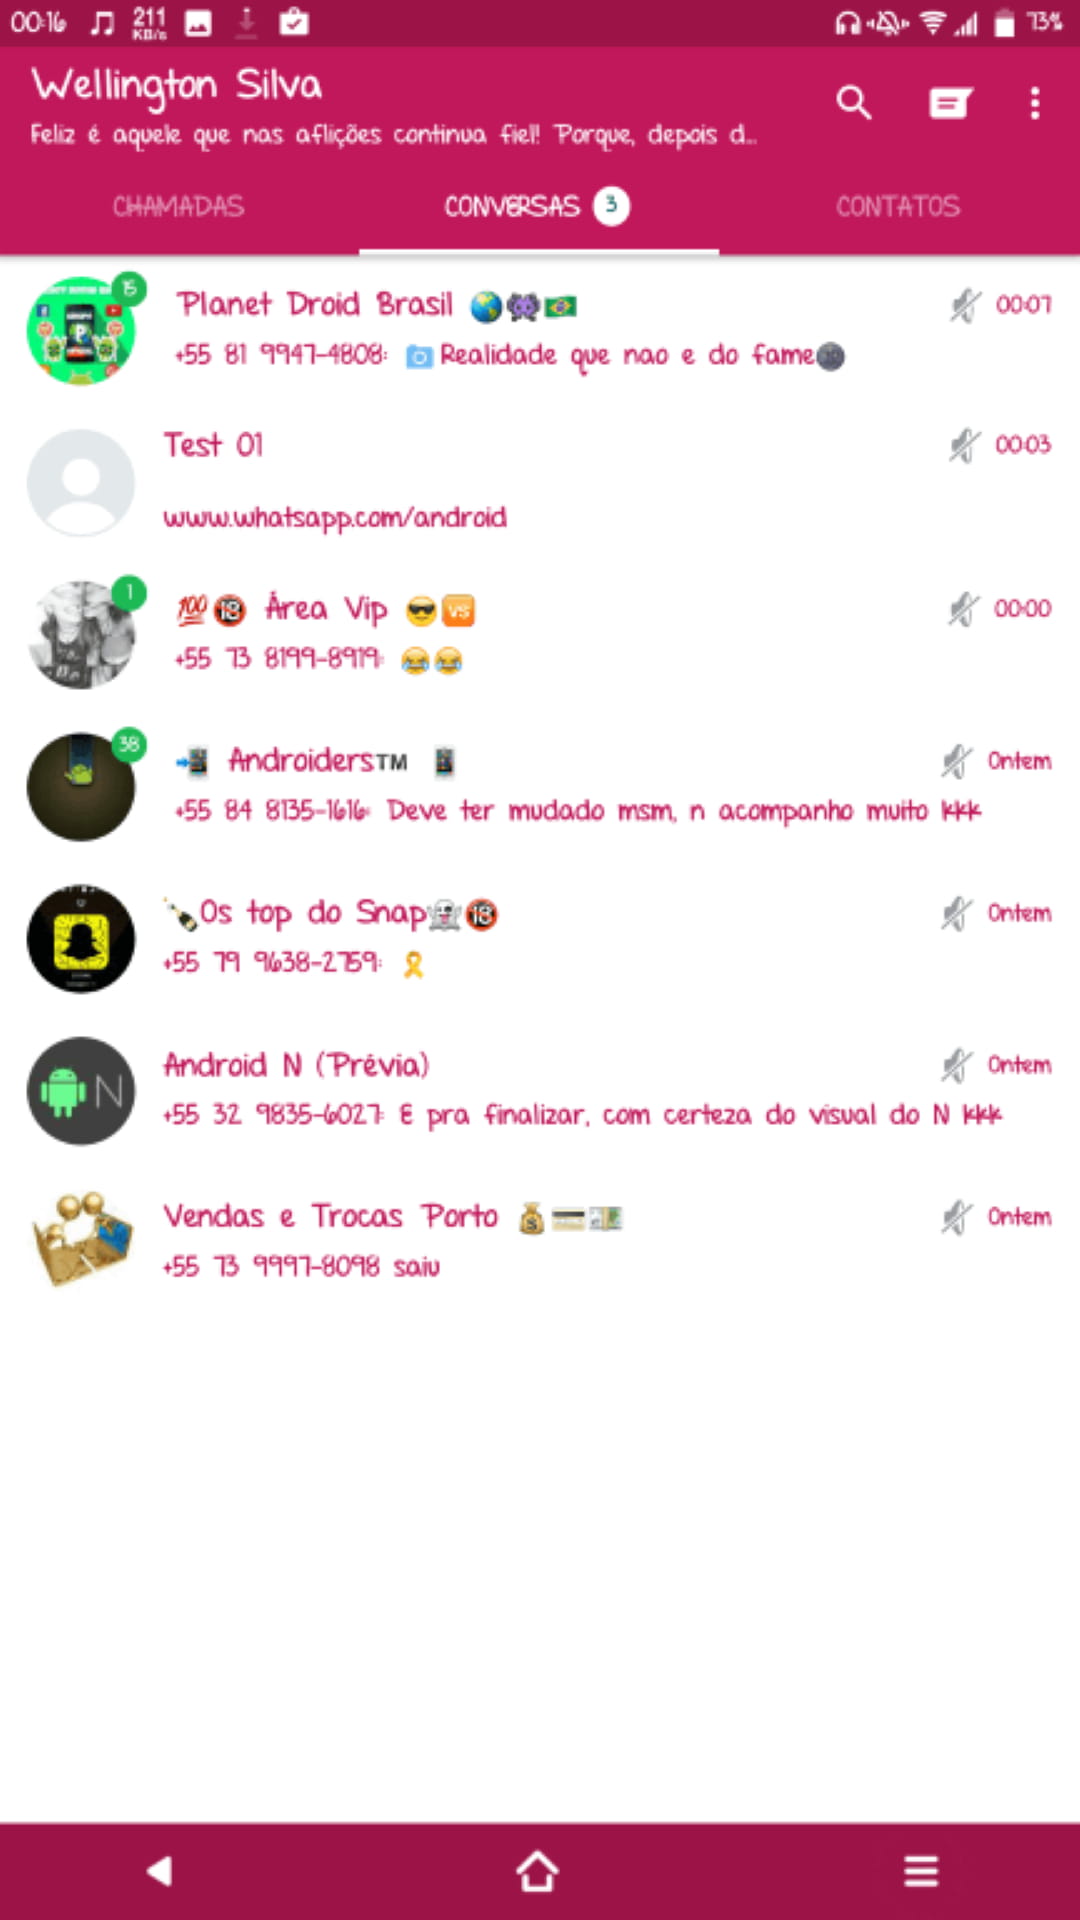 00:16 211 KB/s 73%
Wellington Silva
Feliz é aquele que nas aflições continua fiel! Porque, depois d...
CHAMADAS CONVERSAS 3 CONTATOS
15 Planet Droid Brasil 🌎👾🇧🇷 00:07
+55 81 9947-4808: 📷Realidade que nao e do fame🌚
Test 01 00:03
www.whatsapp.com/android
1 💯🔞 Área Vip 😎🆚 00:00
+55 73 8199-8919: 😂😂
38 📲 Androiders™ 📱 Ontem
+55 84 8135-1616: Deve ter mudado msm, n acompanho muito kkk
🍾Os top do Snap👻🔞 Ontem
+55 79 9638-2759: 🎗
N Android N (Prévia) Ontem
+55 32 9835-6027: E pra finalizar, com certeza do visual do N kkk
Vendas e Trocas Porto 💰💳💵 Ontem
+55 73 9997-8098 saiu